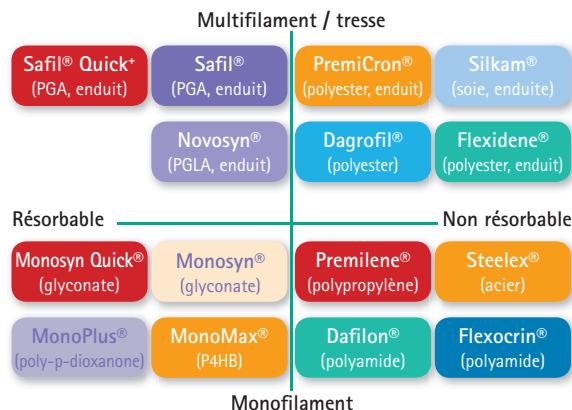 Multifilament / tresse
Safil® Quick+ Safil® PremiCron® Silkam®
(PGA, enduit) (PGA, enduit) (polyester, enduit) (soie, enduite)
Novosyn® Dagrofil® Flexidene®
(PGLA, enduit) (polyester) (polyester, enduit)
Résorbable Non résorbable
Monosyn Quick® Monosyn® Premilene® Steelex®
(glyconate) (glyconate) (polypropylène) (acier)
MonoPlus® MonoMax® Dafilon® Flexocrin®
(poly-p-dioxanone) (P4HB) (polyamide) (polyamide)
Monofilament